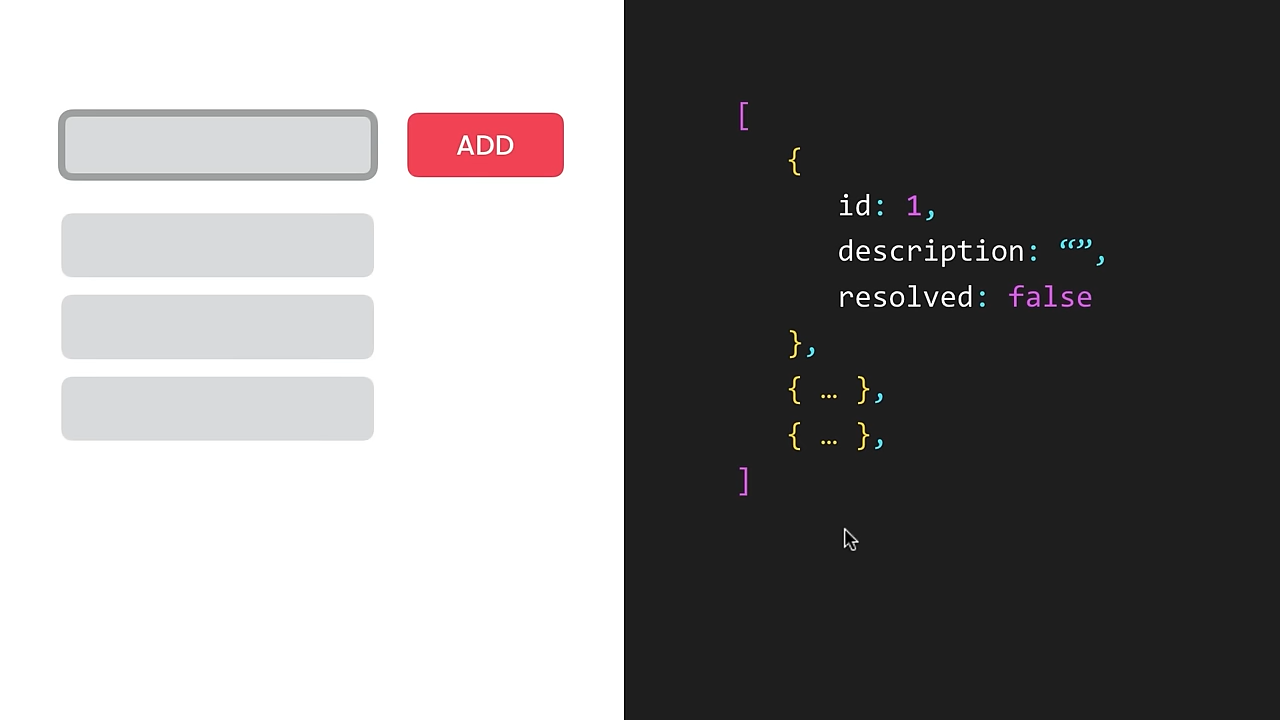 ADD
[
{
id: 1,
description: “”,
resolved: false
},
{ … },
{ … },
]